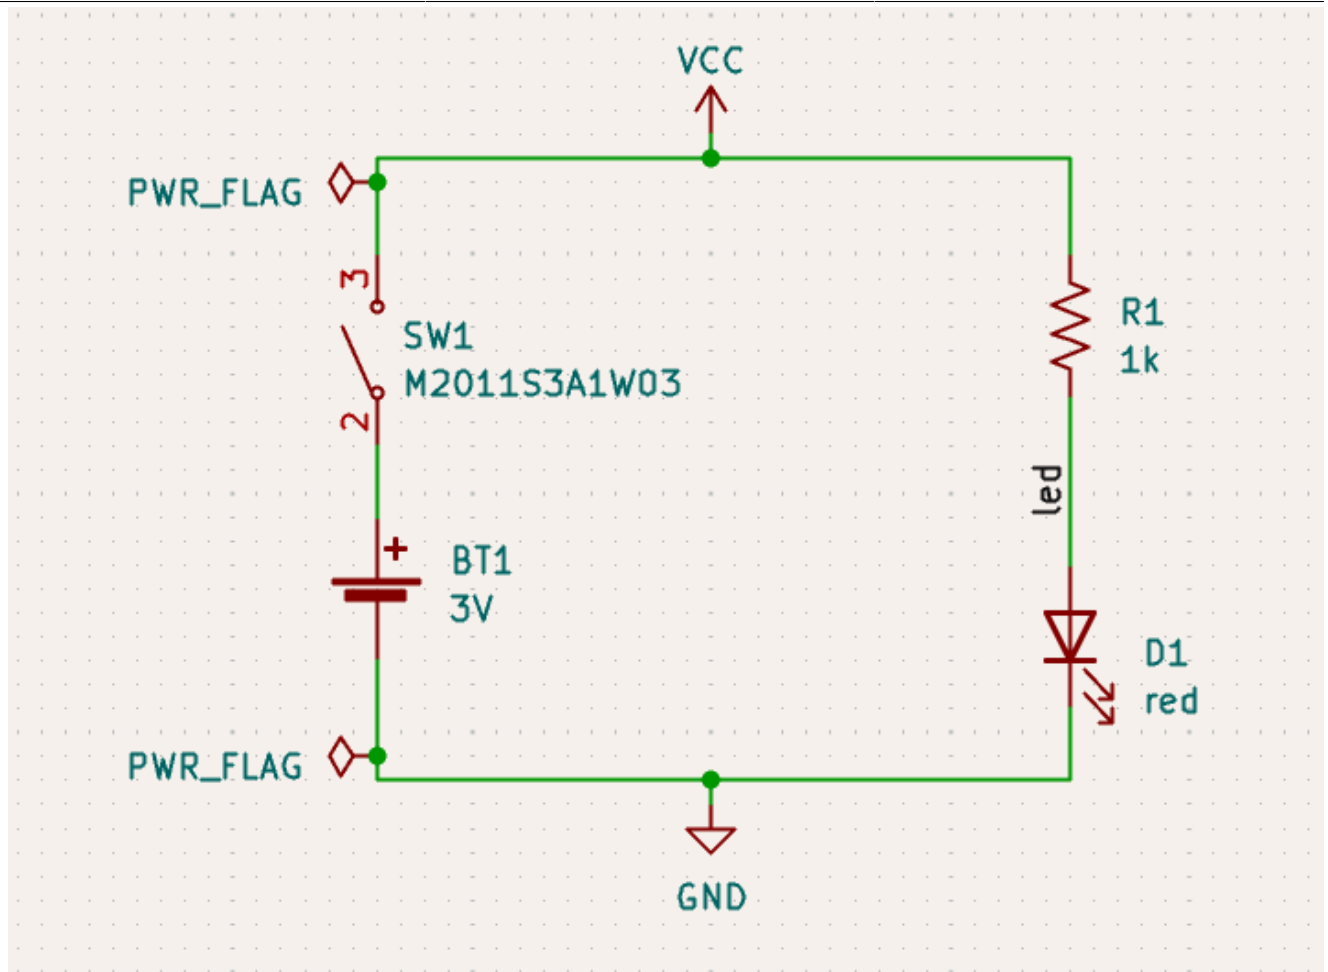 VCC
PWR_FLAG
3
SW1
M2011S3A1W03
2
R1
1k
led
+
BT1
3V
D1
red
PWR_FLAG
GND